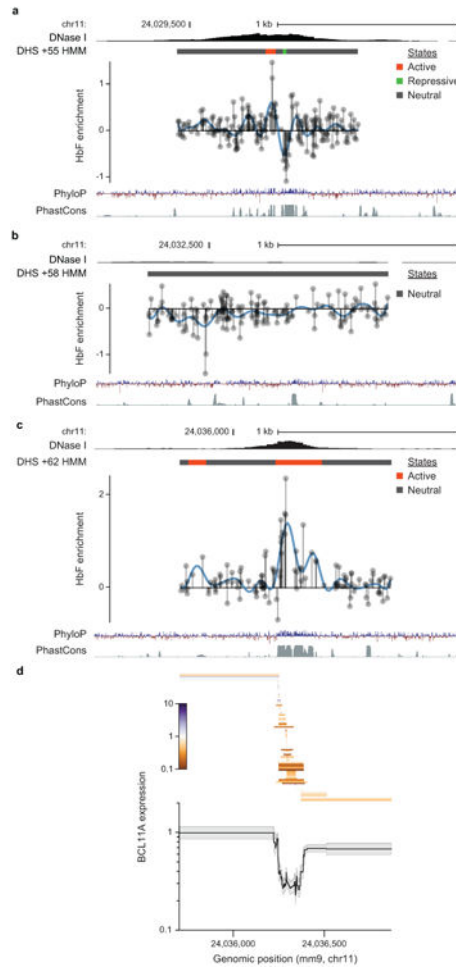 a
chr11: 24,029,500 1 kb
DNase I
DHS +55 HMM
States
Active
Repressive
Neutral
1
0
-1
HbF enrichment
PhyloP
PhastCons
b
chr11: 24,032,500 1 kb
DNase I
DHS +58 HMM
States
Neutral
0
-1
HbF enrichment
PhyloP
PhastCons
c
chr11: 24,036,000 1 kb
DNase I
DHS +62 HMM
States
Active
Neutral
2
0
HbF enrichment
PhyloP
PhastCons
d
10
1
0.1
BCL11A expression
1
0.1
24,036,000 24,036,500
Genomic position (mm9, chr11)